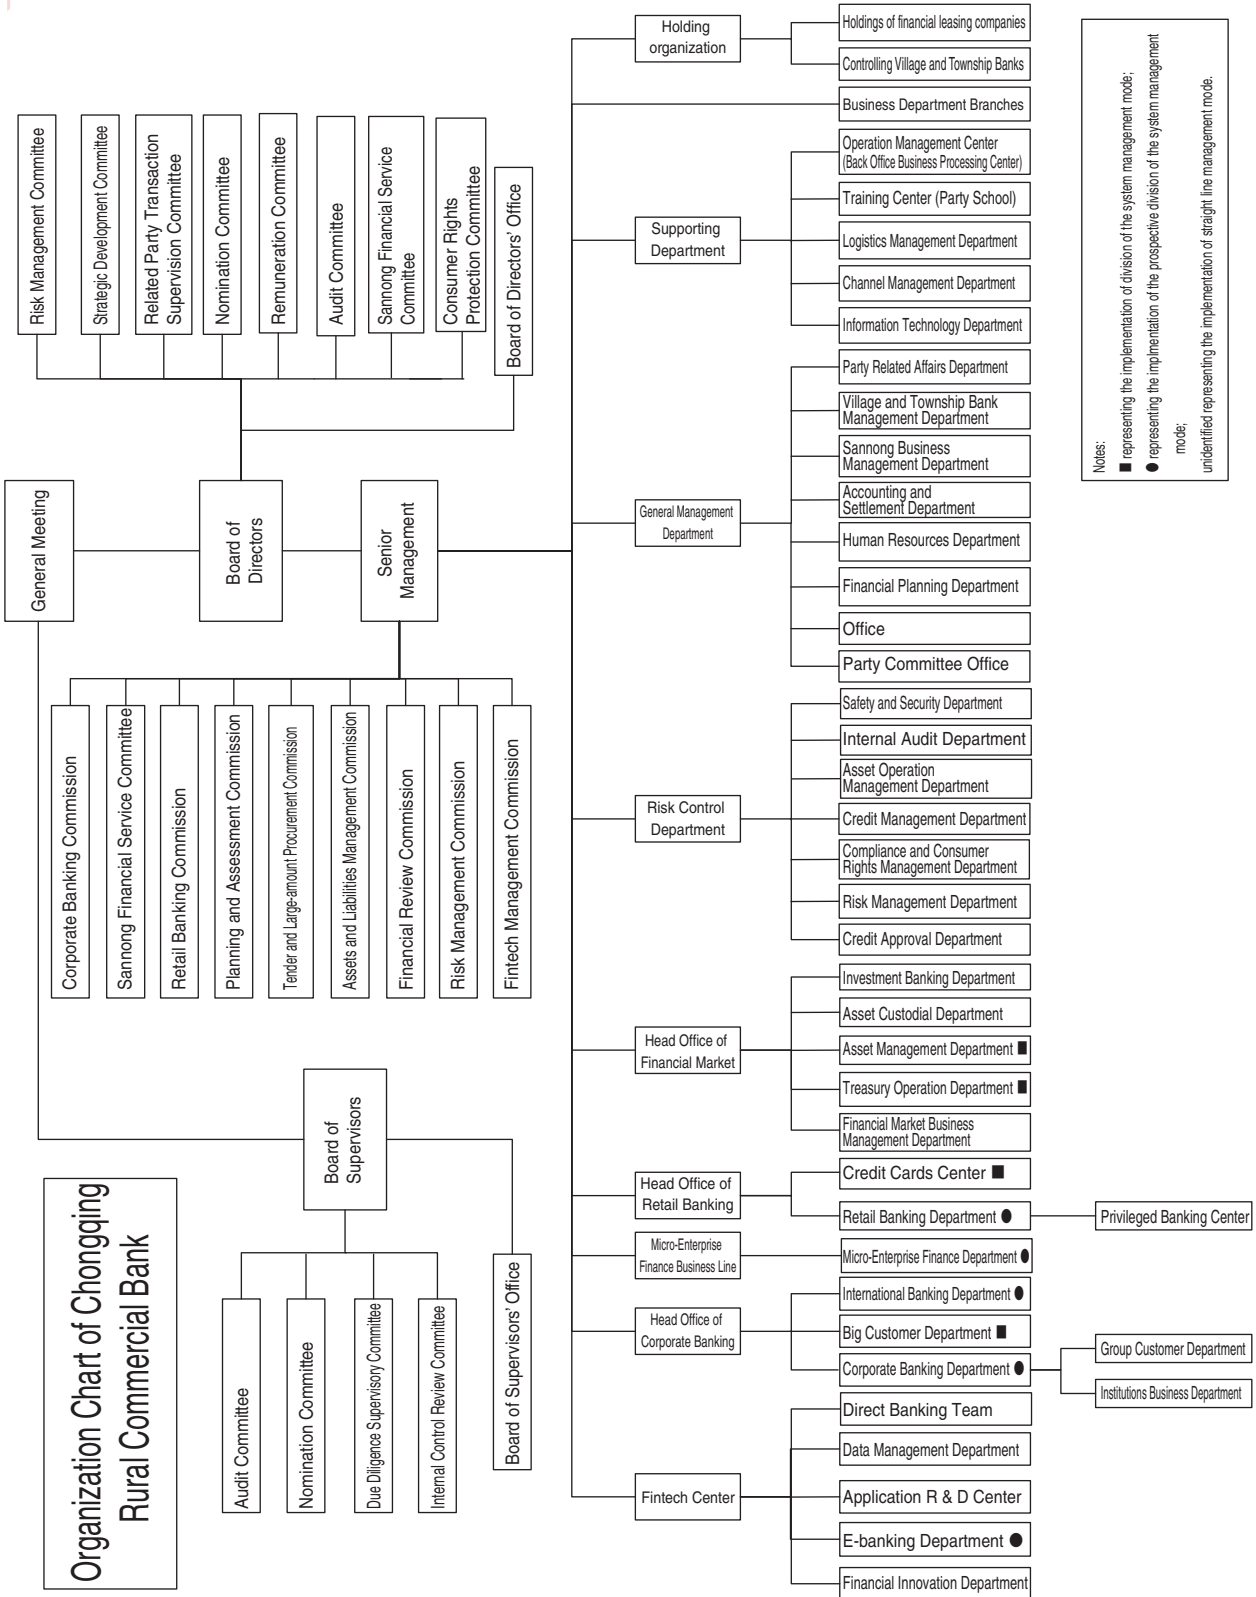 Organization Chart of Chongqing
Rural Commercial Bank
General Meeting
Board of
Directors
Senior
Management
Board of
Supervisors
Risk Management Committee
Strategic Development Committee
Related Party Transaction
Supervision Committee
Nomination Committee
Remuneration Committee
Audit Committee
Sannong Financial Service
Committee
Consumer Rights
Protection Committee
Board of Directors' Office
Corporate Banking Commission
Sannong Financial Service Committee
Retail Banking Commission
Planning and Assessment Commission
Tender and Large-amount Procurement Commission
Assets and Liabilities Management Commission
Financial Review Commission
Risk Management Commission
Fintech Management Commission
Audit Committee
Nomination Committee
Due Diligence Supervisory Committee
Internal Control Review Committee
Board of Supervisors' Office
Holding
organization
Holdings of financial leasing companies
Controlling Village and Township Banks
Business Department Branches
Supporting
Department
Operation Management Center
(Back Office Business Processing Center)
Training Center (Party School)
Logistics Management Department
Channel Management Department
Information Technology Department
General Management
Department
Party Related Affairs Department
Village and Township Bank
Management Department
Sannong Business
Management Department
Accounting and
Settlement Department
Human Resources Department
Financial Planning Department
Office
Party Committee Office
Risk Control
Department
Safety and Security Department
Internal Audit Department
Asset Operation
Management Department
Credit Management Department
Compliance and Consumer
Rights Management Department
Risk Management Department
Credit Approval Department
Head Office of
Financial Market
Investment Banking Department
Asset Custodial Department
Asset Management Department ■
Treasury Operation Department ■
Financial Market Business
Management Department
Head Office of
Retail Banking
Credit Cards Center ■
Retail Banking Department ●
Privileged Banking Center
Micro-Enterprise
Finance Business Line
Micro-Enterprise Finance Department ●
Head Office of
Corporate Banking
International Banking Department ●
Big Customer Department ■
Corporate Banking Department ●
Group Customer Department
Institutions Business Department
Fintech Center
Direct Banking Team
Data Management Department
Application R & D Center
E-banking Department ●
Financial Innovation Department
Notes:
■ representing the implementation of division of the system management mode;
● representing the implmentation of the prospective division of the system management
mode;
unidentified representing the implementation of straight line management mode.